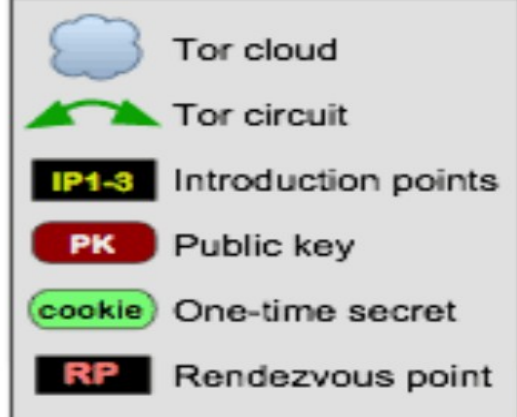 Tor cloud
Tor circuit
IP1-3 Introduction points
PK Public key
cookie One-time secret
RP Rendezvous point